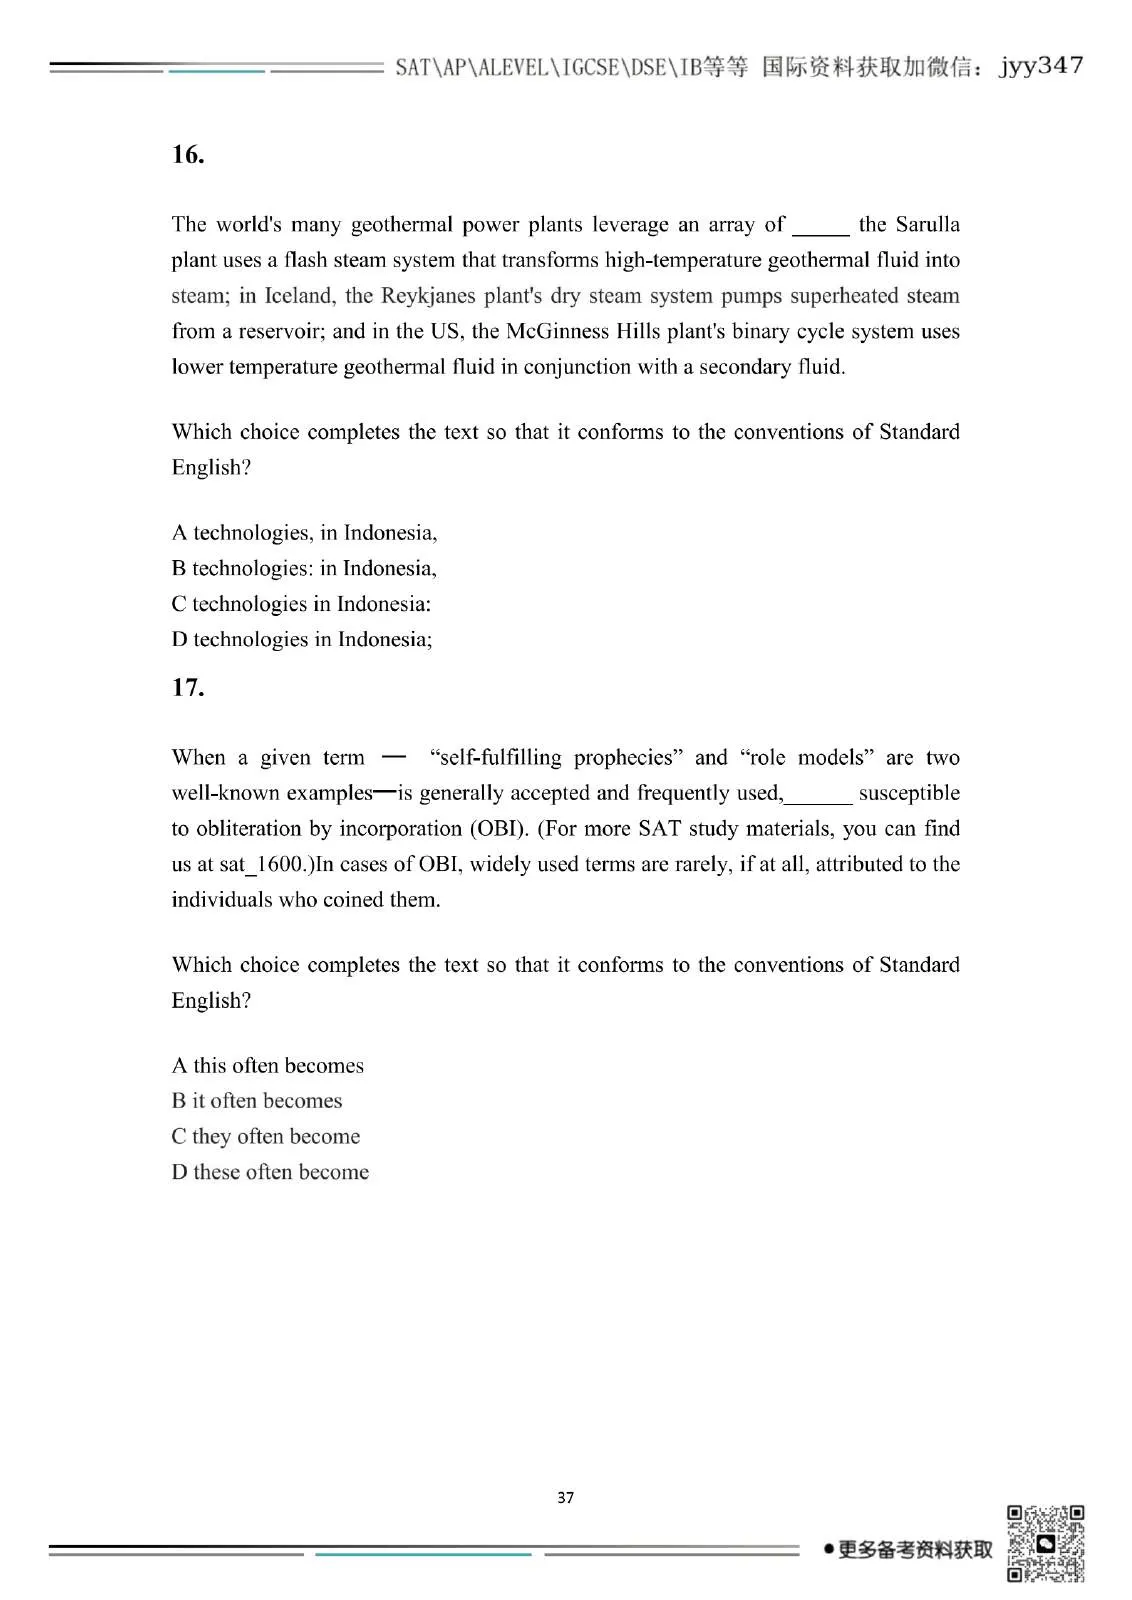 SAT\AP\ALEVEL\IGCSE\DSE\IB等等 国际资料获取加微信：jyy347
16.
The world's many geothermal power plants leverage an array of _____ the Sarulla
plant uses a flash steam system that transforms high-temperature geothermal fluid into
steam; in Iceland, the Reykjanes plant's dry steam system pumps superheated steam
from a reservoir; and in the US, the McGinness Hills plant's binary cycle system uses
lower temperature geothermal fluid in conjunction with a secondary fluid.
Which choice completes the text so that it conforms to the conventions of Standard
English?
A technologies, in Indonesia,
B technologies: in Indonesia,
C technologies in Indonesia:
D technologies in Indonesia;
17.
When a given term — “self-fulfilling prophecies” and “role models” are two
well-known examples—is generally accepted and frequently used,______ susceptible
to obliteration by incorporation (OBI). (For more SAT study materials, you can find
us at sat_1600.)In cases of OBI, widely used terms are rarely, if at all, attributed to the
individuals who coined them.
Which choice completes the text so that it conforms to the conventions of Standard
English?
A this often becomes
B it often becomes
C they often become
D these often become
37
●更多备考资料获取